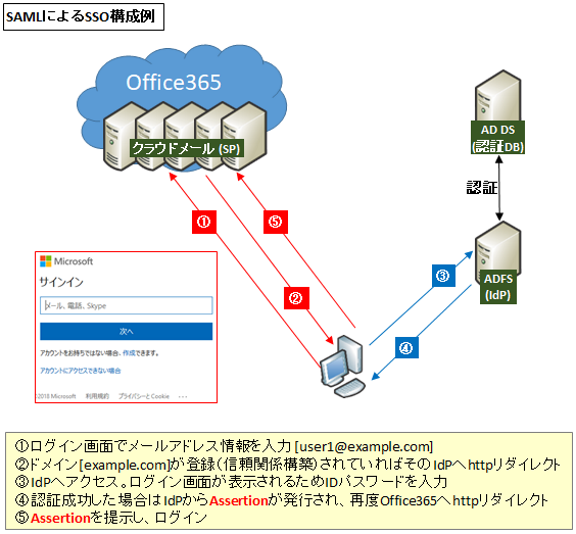 SAMLによるSSO構成例
Office365
クラウドメール (SP)
AD DS
(認証DB)
認証
ADFS
(IdP)
①
②
⑤
③
④
Microsoft
サインイン
メール、電話、Skype
次へ
アカウントをお持ちではない場合、作成できます。
アカウントにアクセスできない場合
©2018 Microsoft 利用規約 プライバシーと Cookie ...
①ログイン画面でメールアドレス情報を入力 [user1@example.com]
②ドメイン[example.com]が登録(信頼関係構築)されていればそのIdPへhttpリダイレクト
③IdPへアクセス。ログイン画面が表示されるためIDパスワードを入力
④認証成功した場合はIdPからAssertionが発行され、再度Office365へhttpリダイレクト
⑤Assertionを提示し、ログイン